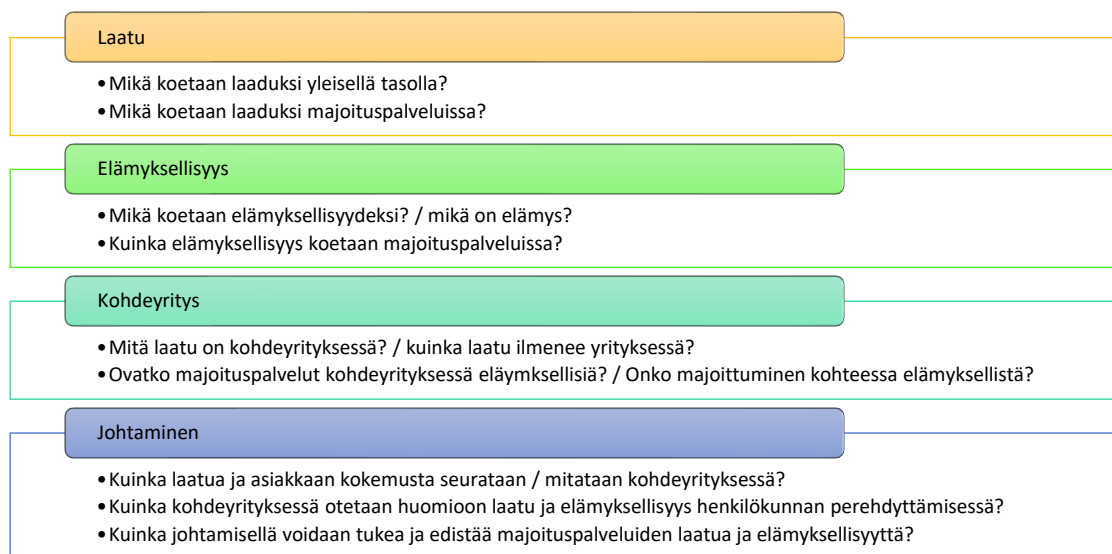 Laatu
•Mikä koetaan laaduksi yleisellä tasolla?
•Mikä koetaan laaduksi majoituspalveluissa?
Elämyksellisyys
•Mikä koetaan elämyksellisyydeksi? / mikä on elämys?
•Kuinka elämyksellisyys koetaan majoituspalveluissa?
Kohdeyritys
•Mitä laatu on kohdeyrityksessä? / kuinka laatu ilmenee yrityksessä?
•Ovatko majoituspalvelut kohdeyrityksessä eläymksellisiä? / Onko majoittuminen kohteessa elämyksellistä?
Johtaminen
•Kuinka laatua ja asiakkaan kokemusta seurataan / mitataan kohdeyrityksessä?
•Kuinka kohdeyrityksessä otetaan huomioon laatu ja elämyksellisyys henkilökunnan perehdyttämisessä?
•Kuinka johtamisella voidaan tukea ja edistää majoituspalveluiden laatua ja elämyksellisyyttä?